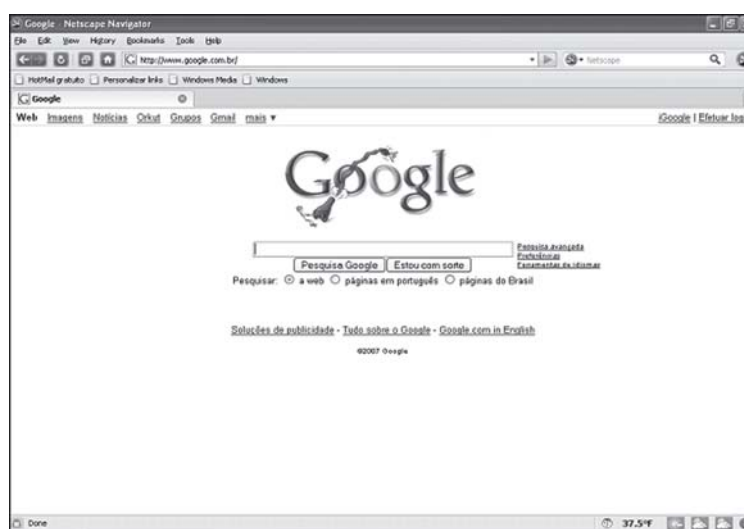 Google - Netscape Navigator
File Edit View History Bookmarks Tools Help
http://www.google.com.br/ Netscape
HotMail gratuito Personalizar links Windows Media Windows
Google
Web Imagens Notícias Orkut Grupos Gmail mais ▼ iGoogle | Efetuar log
Google
Pesquisa avançada
Preferências
Ferramentas de idiomas
Pesquisa Google Estou com sorte
Pesquisar: a web páginas em português páginas do Brasil
Soluções de publicidade - Tudo sobre o Google - Google.com in English
©2007 Google
Done 37.5°F